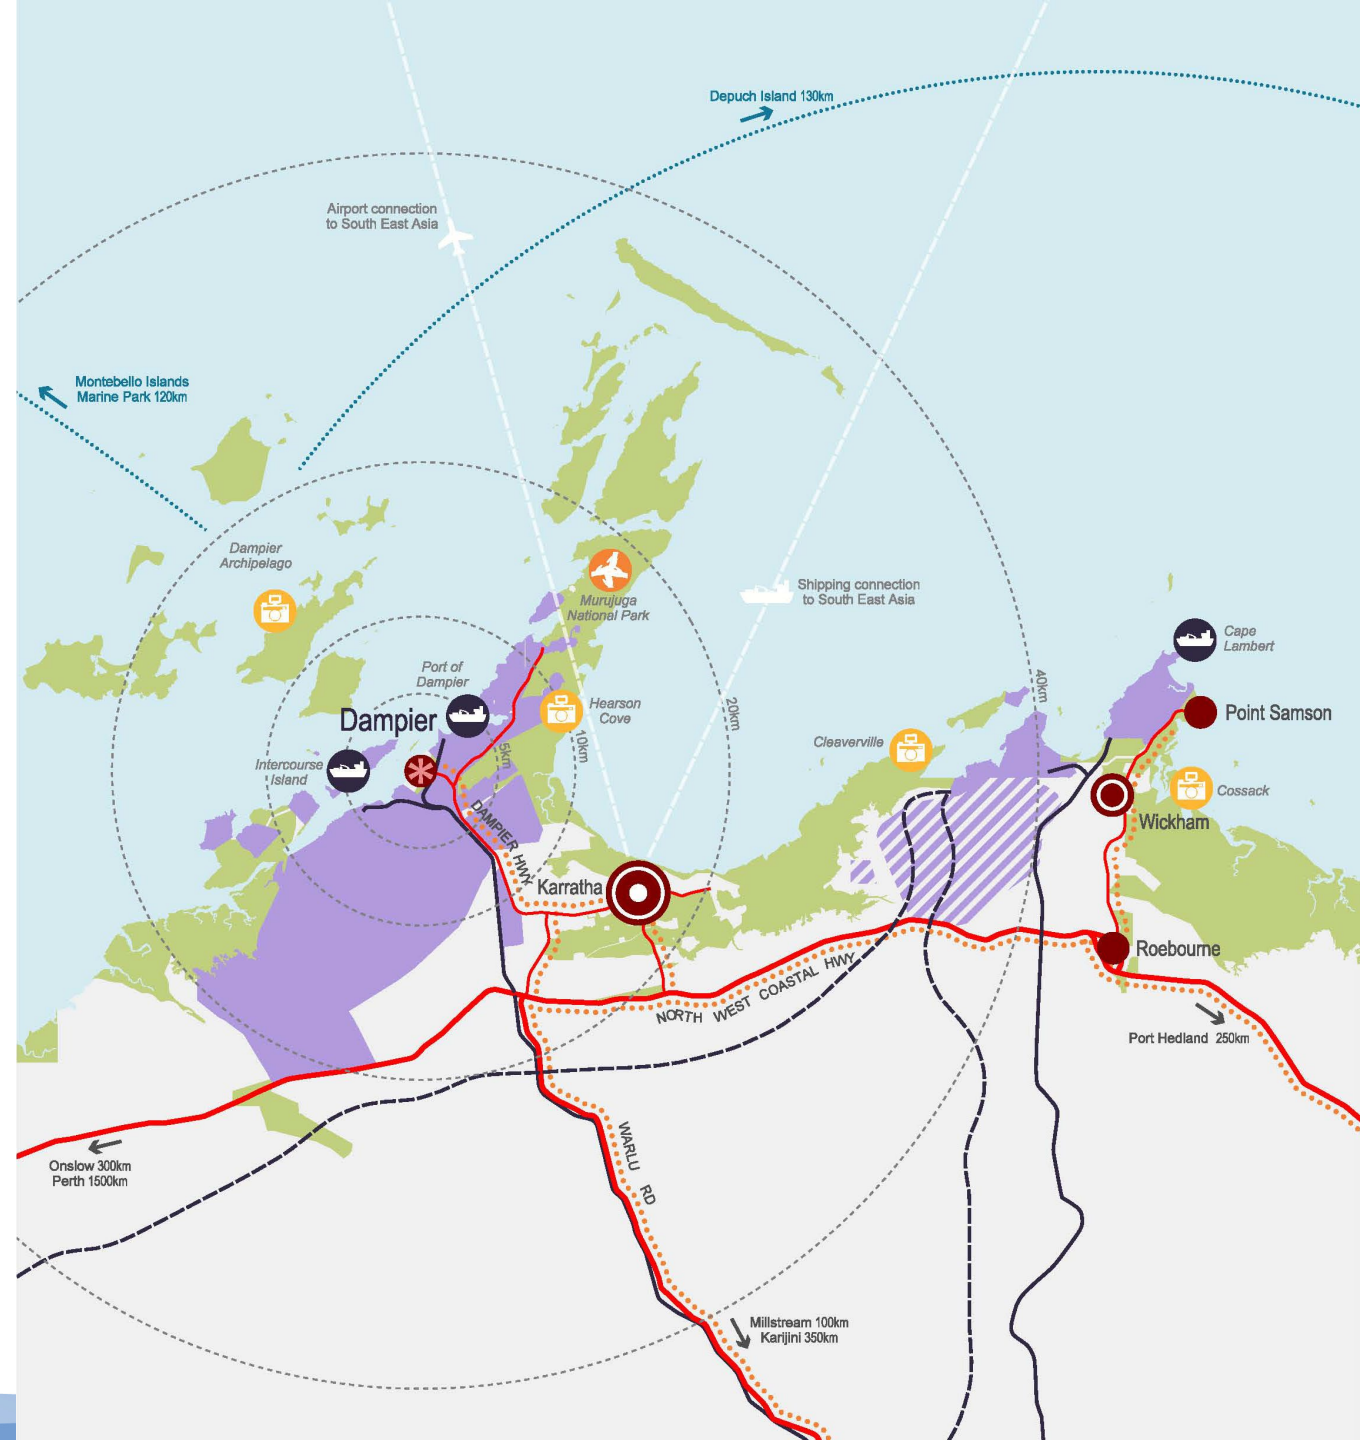 Depuch Island 130km
Airport connection
to South East Asia
Montebello Islands
Marine Park 120km
Dampier
Archipelago
Murujuga
National Park
Shipping connection
to South East Asia
Cape
Lambert
Port of
Dampier
Hearson
Cove
Dampier
Point Samson
Cleaverville
Intercourse
Island
5km
10km
20km
40km
Cossack
Wickham
DAMPIER HWY
Karratha
Roebourne
NORTH WEST COASTAL HWY
Port Hedland 250km
WARLU RD
Onslow 300km
Perth 1500km
Millstream 100km
Karijini 350km